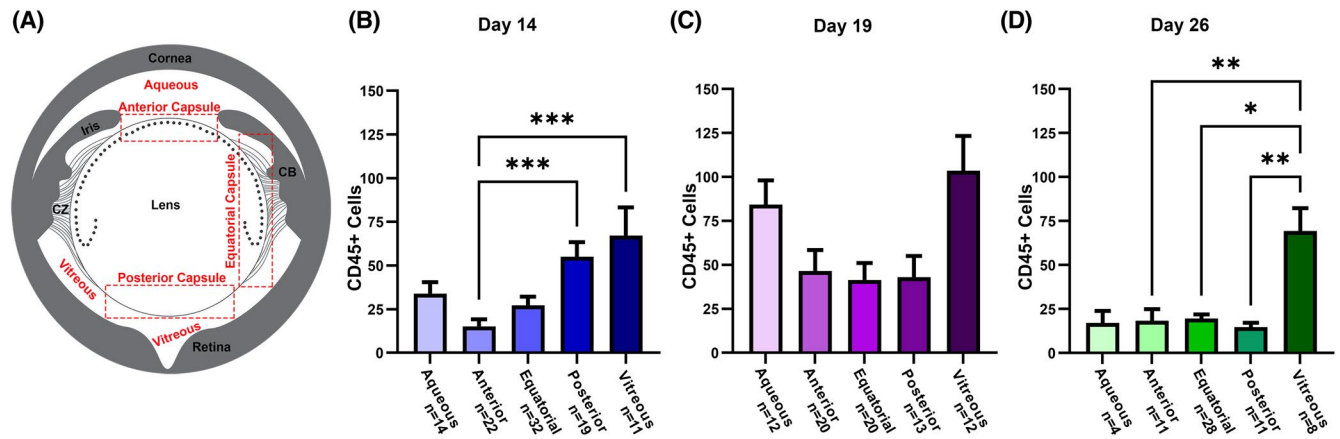 (A)
Cornea
Aqueous
Anterior Capsule
Iris
CB
CZ
Lens
Equatorial Capsule
Posterior Capsule
Vitreous
Vitreous
Retina
(B)
Day 14
CD45+ Cells
150
125
100
75
50
25
0
***
***
Aqueous
n=14
Anterior
n=22
Equatorial
n=32
Posterior
n=19
Vitreous
n=11
(C)
Day 19
CD45+ Cells
150
125
100
75
50
25
0
Aqueous
n=12
Anterior
n=20
Equatorial
n=20
Posterior
n=13
Vitreous
n=12
(D)
Day 26
CD45+ Cells
150
125
100
75
50
25
0
**
*
**
Aqueous
n=4
Anterior
n=11
Equatorial
n=28
Posterior
n=11
Vitreous
n=8